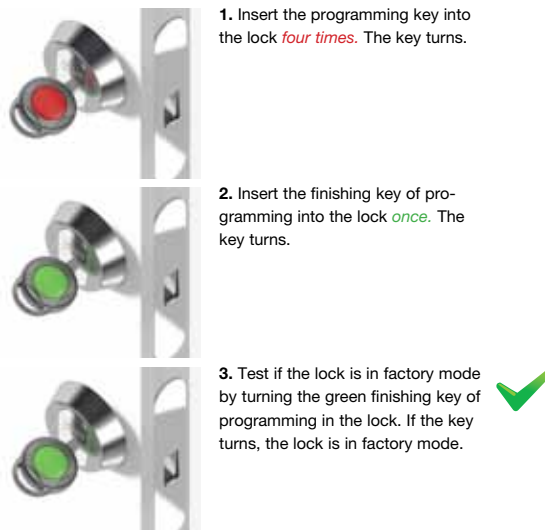 1. Insert the programming key into
the lock four times. The key turns.
2. Insert the finishing key of pro-
gramming into the lock once. The
key turns.
3. Test if the lock is in factory mode
by turning the green finishing key of
programming in the lock. If the key
turns, the lock is in factory mode.